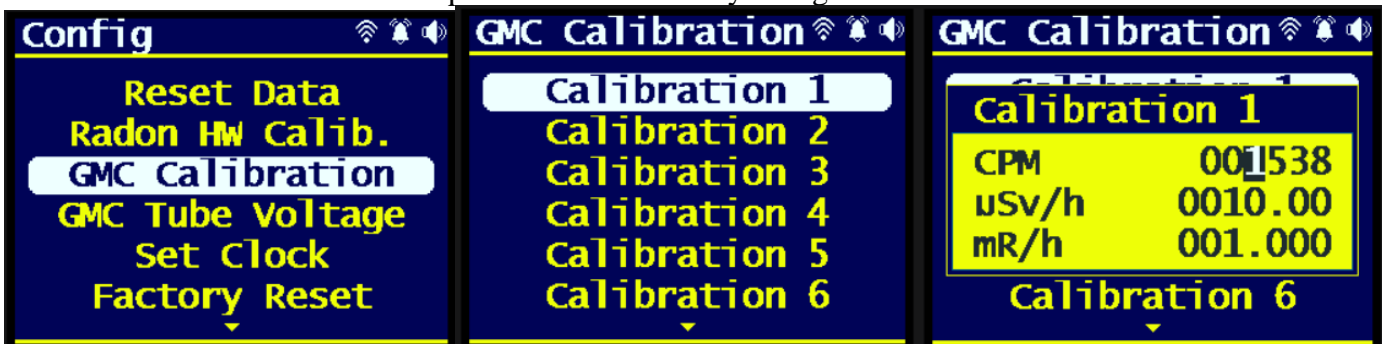 Config
Reset Data
Radon HW Calib.
GMC Calibration
GMC Tube Voltage
Set Clock
Factory Reset
GMC Calibration
Calibration 1
Calibration 2
Calibration 3
Calibration 4
Calibration 5
Calibration 6
GMC Calibration
Calibration 1
Calibration 1
CPM 001538
µSv/h 0010.00
mR/h 001.000
Calibration 6